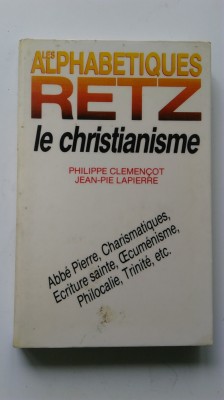 LES
ALPHABETIQUES
RETZ
le christianisme
PHILIPPE CLEMENÇOT
JEAN-PIE LAPIERRE
Abbé Pierre, Charismatiques,
Ecriture sainte, Œcuménisme,
Philocalie, Trinité, etc.